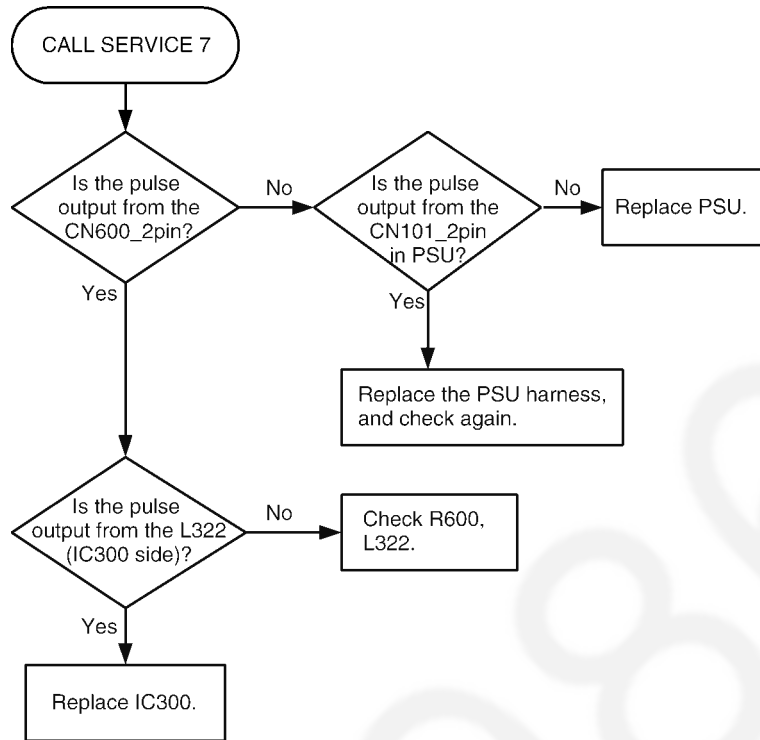 CALL SERVICE 7
Is the pulse
output from the
CN600_2pin?
No
Is the pulse
output from the
CN101_2pin
in PSU?
No
Replace PSU.
Yes
Yes
Replace the PSU harness,
and check again.
Is the pulse
output from the L322
(IC300 side)?
No
Check R600,
L322.
Yes
Replace IC300.